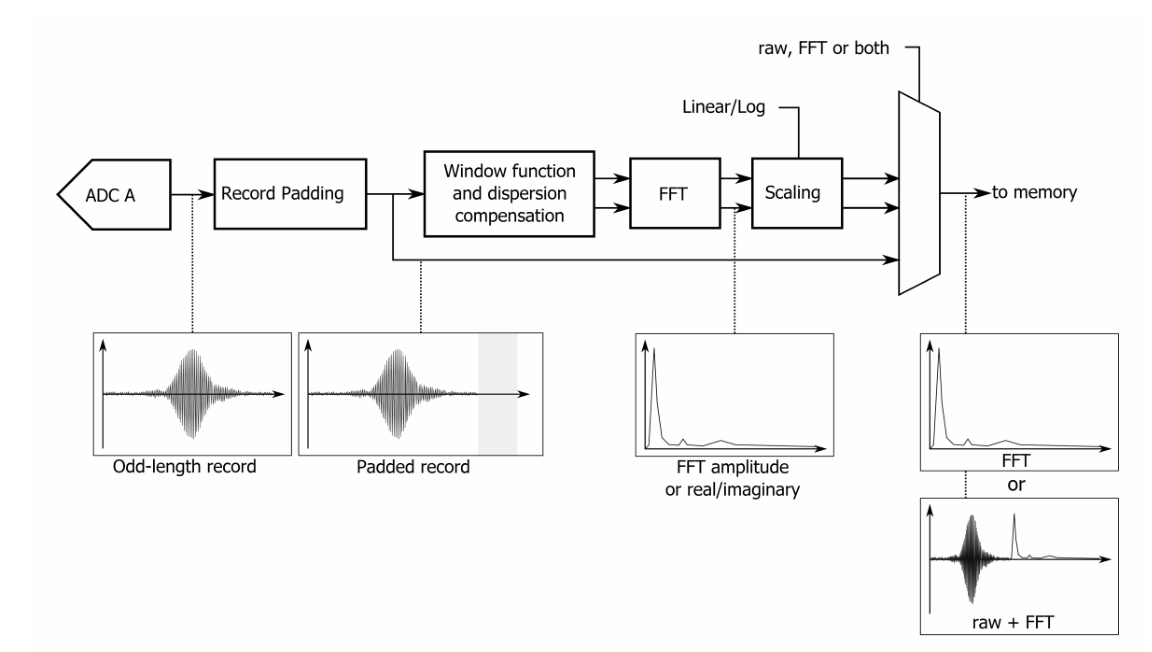 raw, FFT or both
Linear/Log
ADC A
Record Padding
Window function
and dispersion
compensation
FFT
Scaling
to memory
Odd-length record
Padded record
FFT amplitude
or real/imaginary
FFT
or
raw + FFT